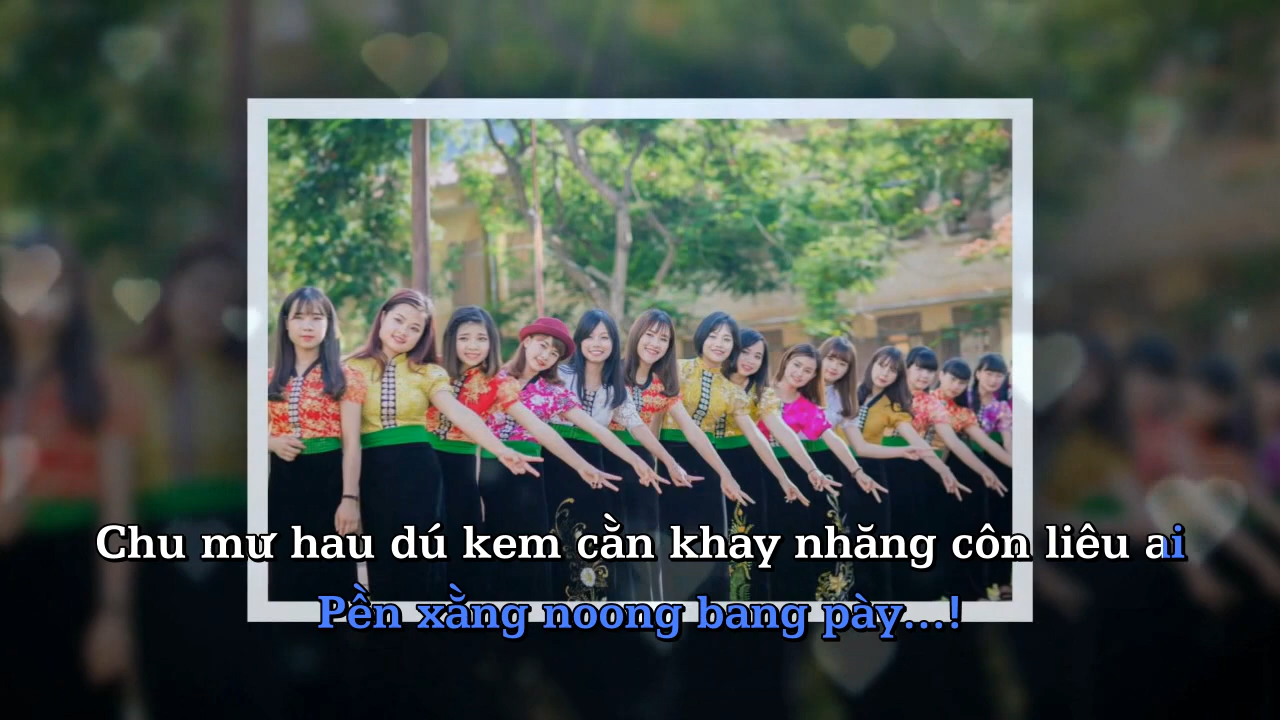 Chu mư hau dú kem cằn khay nhăng côn liêu ai
Pền xằng noong bang pày...!